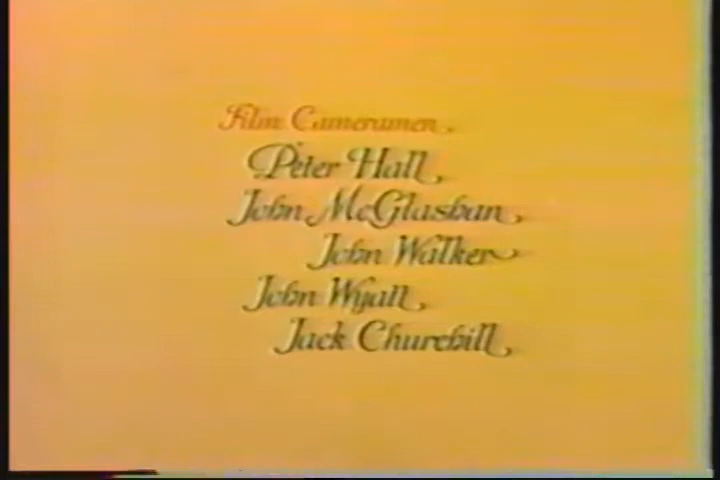 Film Cameramen
Peter Hall
John McGlashan
John Walker
John Wyatt
Jack Churchill